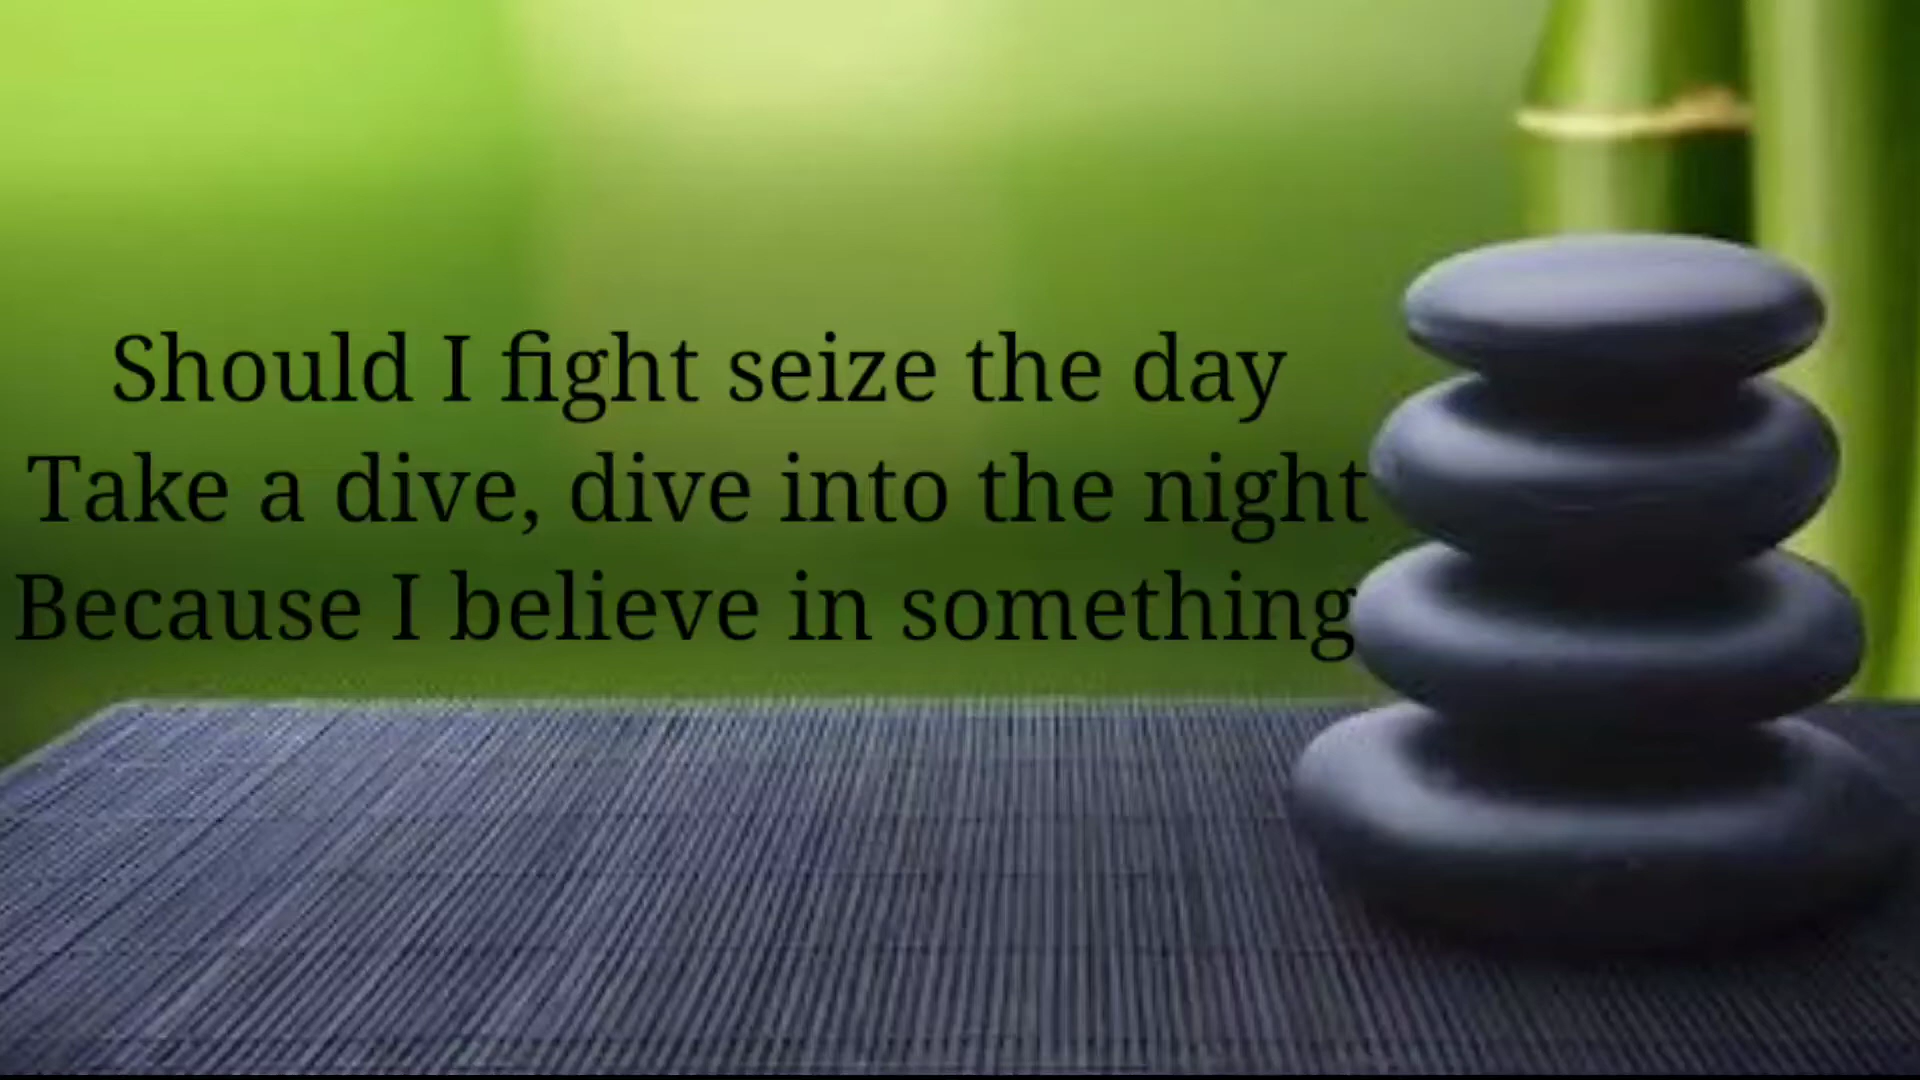 Should I fight seize the day
Take a dive, dive into the night
Because I believe in something